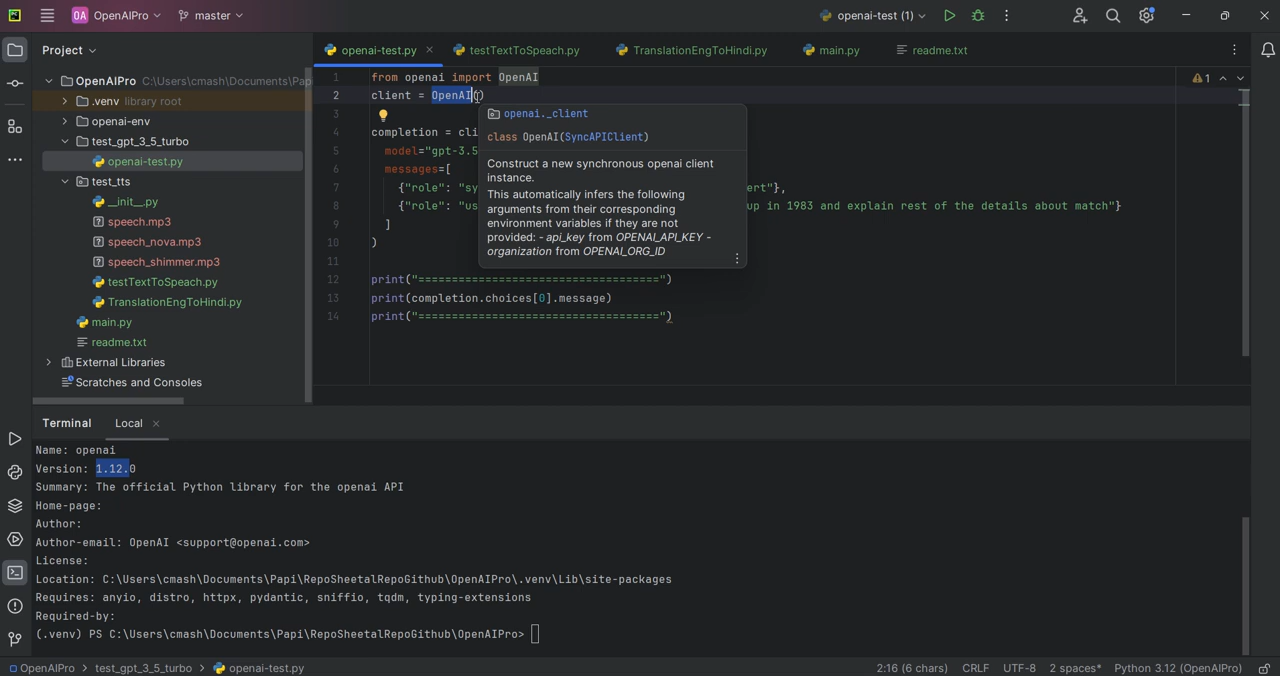 PC
OA OpenAIPro master openai-test (1)
Project
openai-test.py testTextToSpeach.py TranslationEngToHindi.py main.py readme.txt
OpenAIPro C:\Users\cmash\Documents\Pap
.venv library root
openai-env
test_gpt_3_5_turbo
openai-test.py
test_tts
__init__.py
speech.mp3
speech_nova.mp3
speech_shimmer.mp3
testTextToSpeach.py
TranslationEngToHindi.py
main.py
readme.txt
External Libraries
Scratches and Consoles
1 from openai import OpenAI
2 client = OpenAI()
3
4 completion = cli
5 model="gpt-3.5
6 messages=[
7 {"role": "sy ert"},
8 {"role": "us up in 1983 and explain rest of the details about match"}
9 ]
10 )
11
12 print("===================================")
13 print(completion.choices[0].message)
14 print("===================================")
1
openai._client
class OpenAI(SyncAPIClient)
Construct a new synchronous openai client
instance.
This automatically infers the following
arguments from their corresponding
environment variables if they are not
provided: - api_key from OPENAI_API_KEY -
organization from OPENAI_ORG_ID
Terminal Local
Name: openai
Version: 1.12.0
Summary: The official Python library for the openai API
Home-page:
Author:
Author-email: OpenAI <support@openai.com>
License:
Location: C:\Users\cmash\Documents\Papi\RepoSheetalRepoGithub\OpenAIPro\.venv\Lib\site-packages
Requires: anyio, distro, httpx, pydantic, sniffio, tqdm, typing-extensions
Required-by:
(.venv) PS C:\Users\cmash\Documents\Papi\RepoSheetalRepoGithub\OpenAIPro>
OpenAIPro > test_gpt_3_5_turbo > openai-test.py 2:16 (6 chars) CRLF UTF-8 2 spaces* Python 3.12 (OpenAIPro)